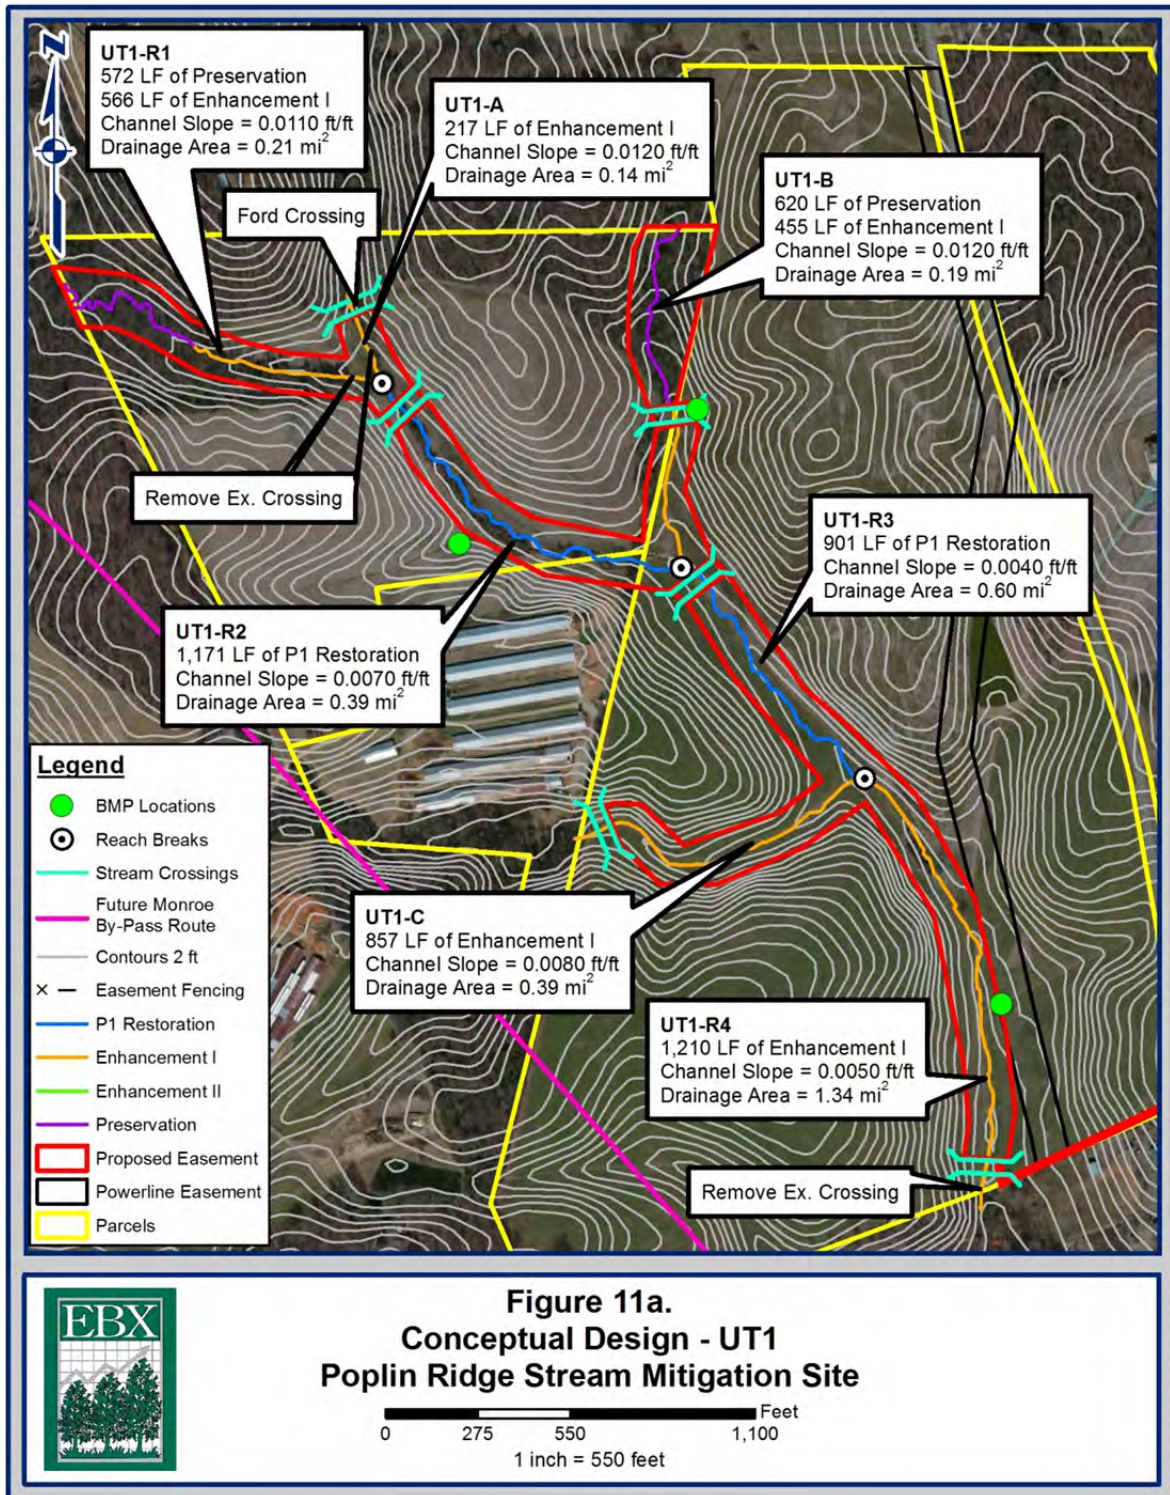 N
UT1-R1
572 LF of Preservation
566 LF of Enhancement I
Channel Slope = 0.0110 ft/ft
Drainage Area = 0.21 mi²
UT1-A
217 LF of Enhancement I
Channel Slope = 0.0120 ft/ft
Drainage Area = 0.14 mi²
Ford Crossing
UT1-B
620 LF of Preservation
455 LF of Enhancement I
Channel Slope = 0.0120 ft/ft
Drainage Area = 0.19 mi²
Remove Ex. Crossing
UT1-R3
901 LF of P1 Restoration
Channel Slope = 0.0040 ft/ft
Drainage Area = 0.60 mi²
UT1-R2
1,171 LF of P1 Restoration
Channel Slope = 0.0070 ft/ft
Drainage Area = 0.39 mi²
Legend
BMP Locations
Reach Breaks
Stream Crossings
Future Monroe
By-Pass Route
Contours 2 ft
Easement Fencing
P1 Restoration
Enhancement I
Enhancement II
Preservation
Proposed Easement
Powerline Easement
Parcels
UT1-C
857 LF of Enhancement I
Channel Slope = 0.0080 ft/ft
Drainage Area = 0.39 mi²
UT1-R4
1,210 LF of Enhancement I
Channel Slope = 0.0050 ft/ft
Drainage Area = 1.34 mi²
Remove Ex. Crossing
EBX
Figure 11a.
Conceptual Design - UT1
Poplin Ridge Stream Mitigation Site
Feet
0 275 550 1,100
1 inch = 550 feet